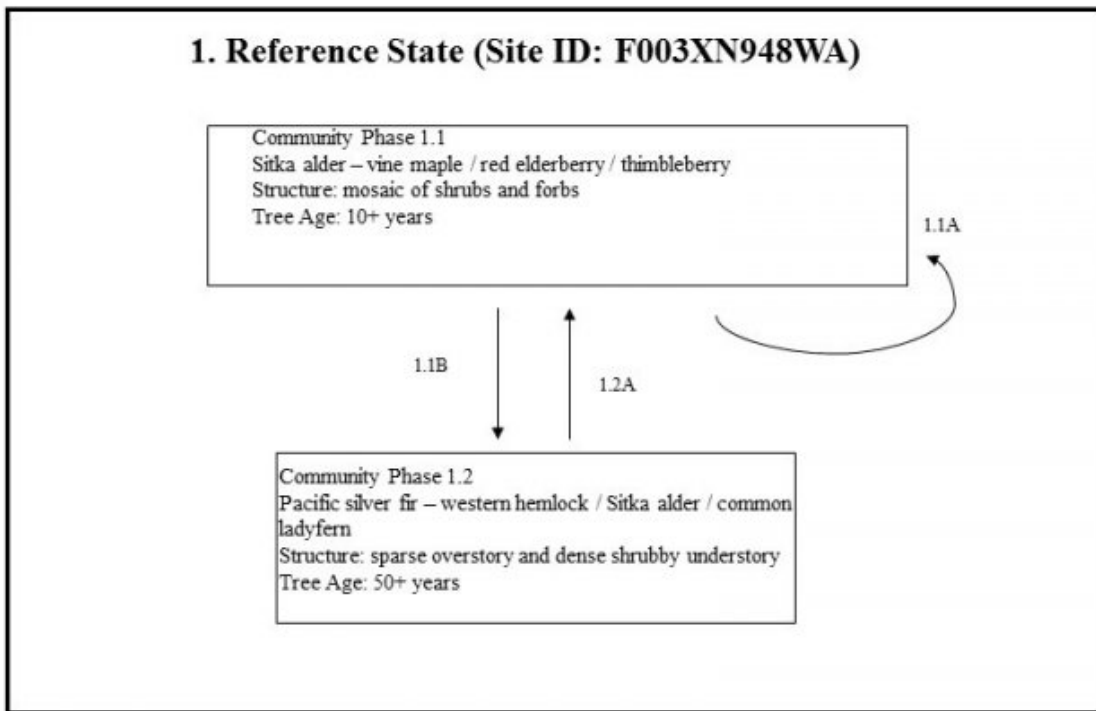 1. Reference State (Site ID: F003XN948WA)
Community Phase 1.1
Sitka alder – vine maple / red elderberry / thimbleberry
Structure: mosaic of shrubs and forbs
Tree Age: 10+ years
1.1A
1.1B
1.2A
Community Phase 1.2
Pacific silver fir – western hemlock / Sitka alder / common
ladyfern
Structure: sparse overstory and dense shrubby understory
Tree Age: 50+ years